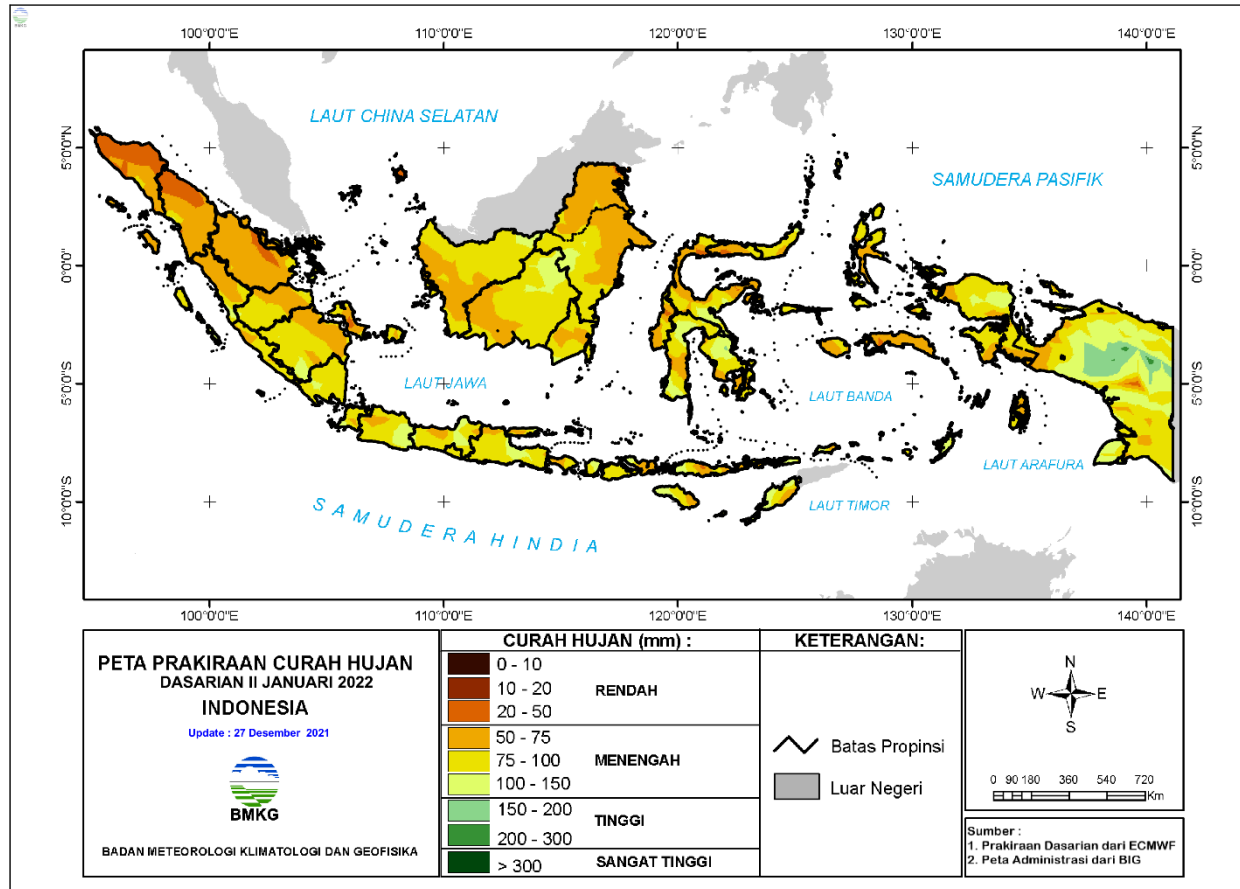 BMKG
100°0'0"E 110°0'0"E 120°0'0"E 130°0'0"E 140°0'0"E
LAUT CHINA SELATAN
5°0'0"N
5°0'0"N
SAMUDERA PASIFIK
0°0'0"
0°0'0"
LAUT JAWA
LAUT BANDA
5°0'0"S
5°0'0"S
LAUT ARAFURA
LAUT TIMOR
10°0'0"S
10°0'0"S
SAMUDERA HINDIA
100°0'0"E 110°0'0"E 120°0'0"E 130°0'0"E 140°0'0"E
PETA PRAKIRAAN CURAH HUJAN
DASARIAN II JANUARI 2022
INDONESIA
Update : 27 Desember 2021
BMKG
BADAN METEOROLOGI KLIMATOLOGI DAN GEOFISIKA
CURAH HUJAN (mm) :
0 - 10
10 - 20 RENDAH
20 - 50
50 - 75
75 - 100 MENENGAH
100 - 150
150 - 200
TINGGI
200 - 300
> 300 SANGAT TINGGI
KETERANGAN:
Batas Propinsi
Luar Negeri
N
W E
S
0 90 180 360 540 720
Km
Sumber :
1. Prakiraan Dasarian dari ECMWF
2. Peta Administrasi dari BIG